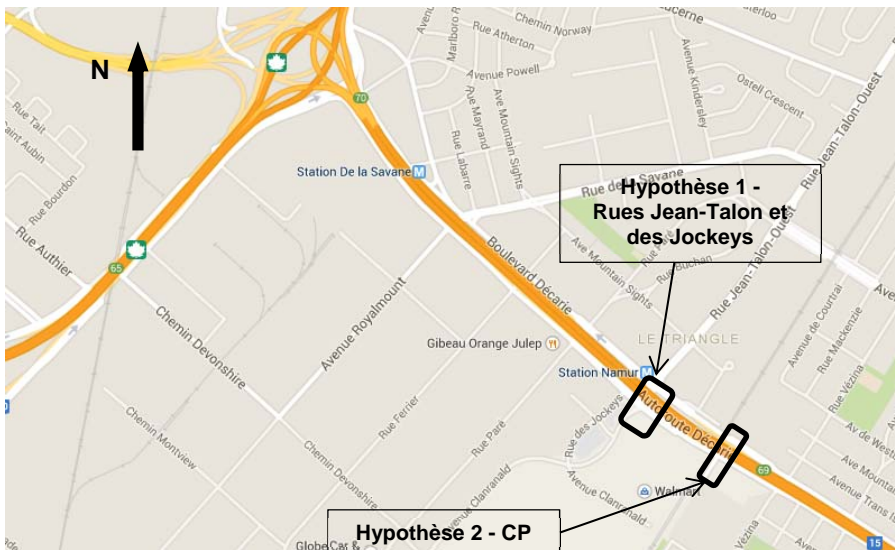 N
Hypothèse 1 -
Rues Jean-Talon et
des Jockeys
Hypothèse 2 - CP
Chemin Norway
Rue Atherton
Avenue Powell
Avenue Kindersley
Ostell Crescent
Rue Jean-Talon-Ouest
Rue Jean-Talon-Ouest
Rue Mayrand
Rue Labarre
Ave Mountain Sights
Ave Mountain Sights
70
Station De la Savane M
Rue de la Savane
Rue Buchan
Boulevard Décarie
Rue Tait
Saint Aubin
Rue Bourdon
Rue Authier
65
Chemin Devonshire
Avenue Royalmount
Gibeau Orange Julep
LE TRIANGLE
Station Namur M
Autoroute Décarie
Avenue de Courtrai
Rue Mackenzie
Rue Vézina
Rue Ferrier
Rue Paré
Rue des Jockeys
Chemin Montview
Chemin Devonshire
Avenue Clanranald
Avenue Clanranald
Walmart
69
Rue Vézina
15